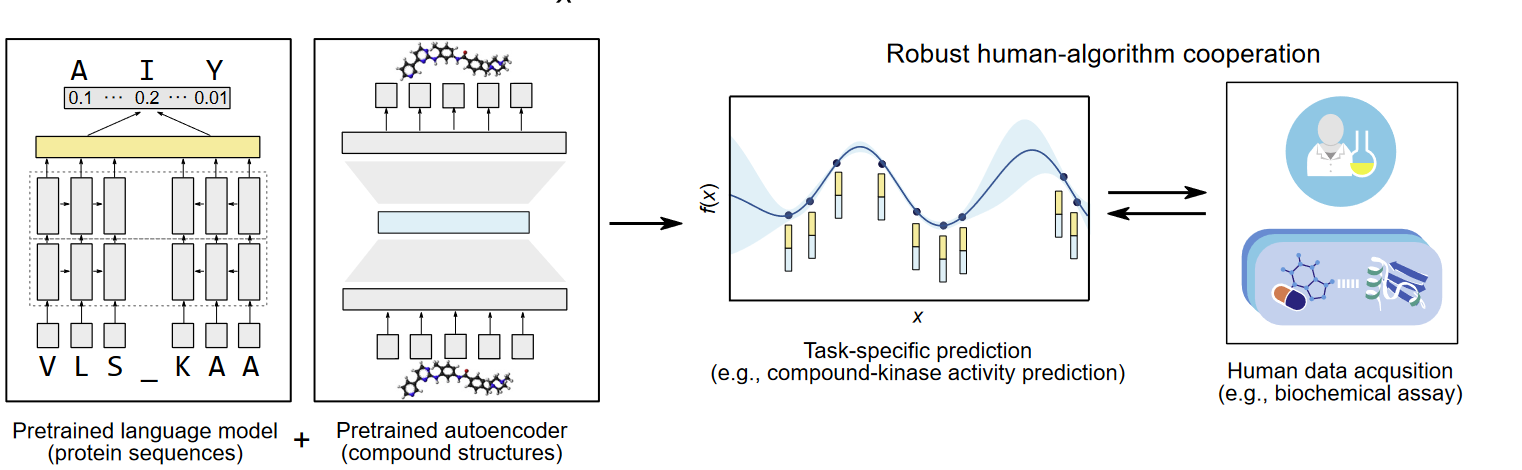 A I Y
0.1 ··· 0.2 ··· 0.01
V L S _ K A A
Pretrained language model
(protein sequences)
+
Pretrained autoencoder
(compound structures)
Robust human-algorithm cooperation
f(x)
x
Task-specific prediction
(e.g., compound-kinase activity prediction)
Human data acqusition
(e.g., biochemical assay)